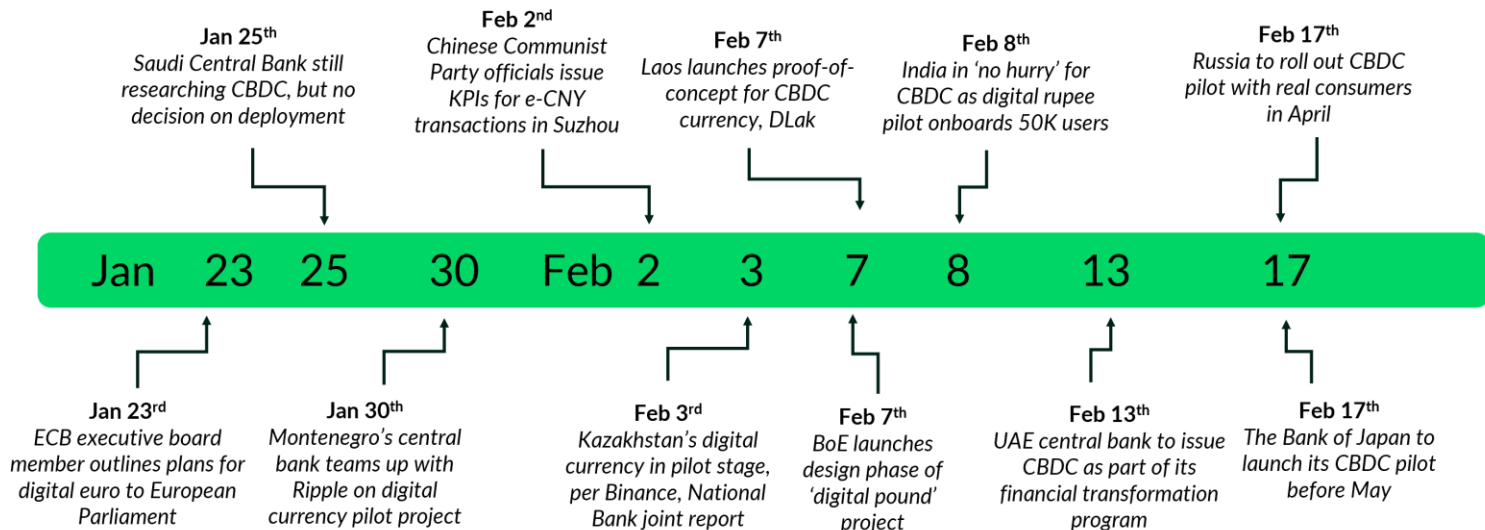 Jan 25th
Saudi Central Bank still
researching CBDC, but no
decision on deployment
Feb 2nd
Chinese Communist
Party officials issue
KPIs for e-CNY
transactions in Suzhou
Feb 7th
Laos launches proof-of-
concept for CBDC
currency, DLak
Feb 8th
India in ‘no hurry’ for
CBDC as digital rupee
pilot onboards 50K users
Feb 17th
Russia to roll out CBDC
pilot with real consumers
in April
Jan 23 25 30 Feb 2 3 7 8 13 17
Jan 23rd
ECB executive board
member outlines plans for
digital euro to European
Parliament
Jan 30th
Montenegro’s central
bank teams up with
Ripple on digital
currency pilot project
Feb 3rd
Kazakhstan’s digital
currency in pilot stage,
per Binance, National
Bank joint report
Feb 7th
BoE launches
design phase of
‘digital pound’
project
Feb 13th
UAE central bank to issue
CBDC as part of its
financial transformation
program
Feb 17th
The Bank of Japan to
launch its CBDC pilot
before May